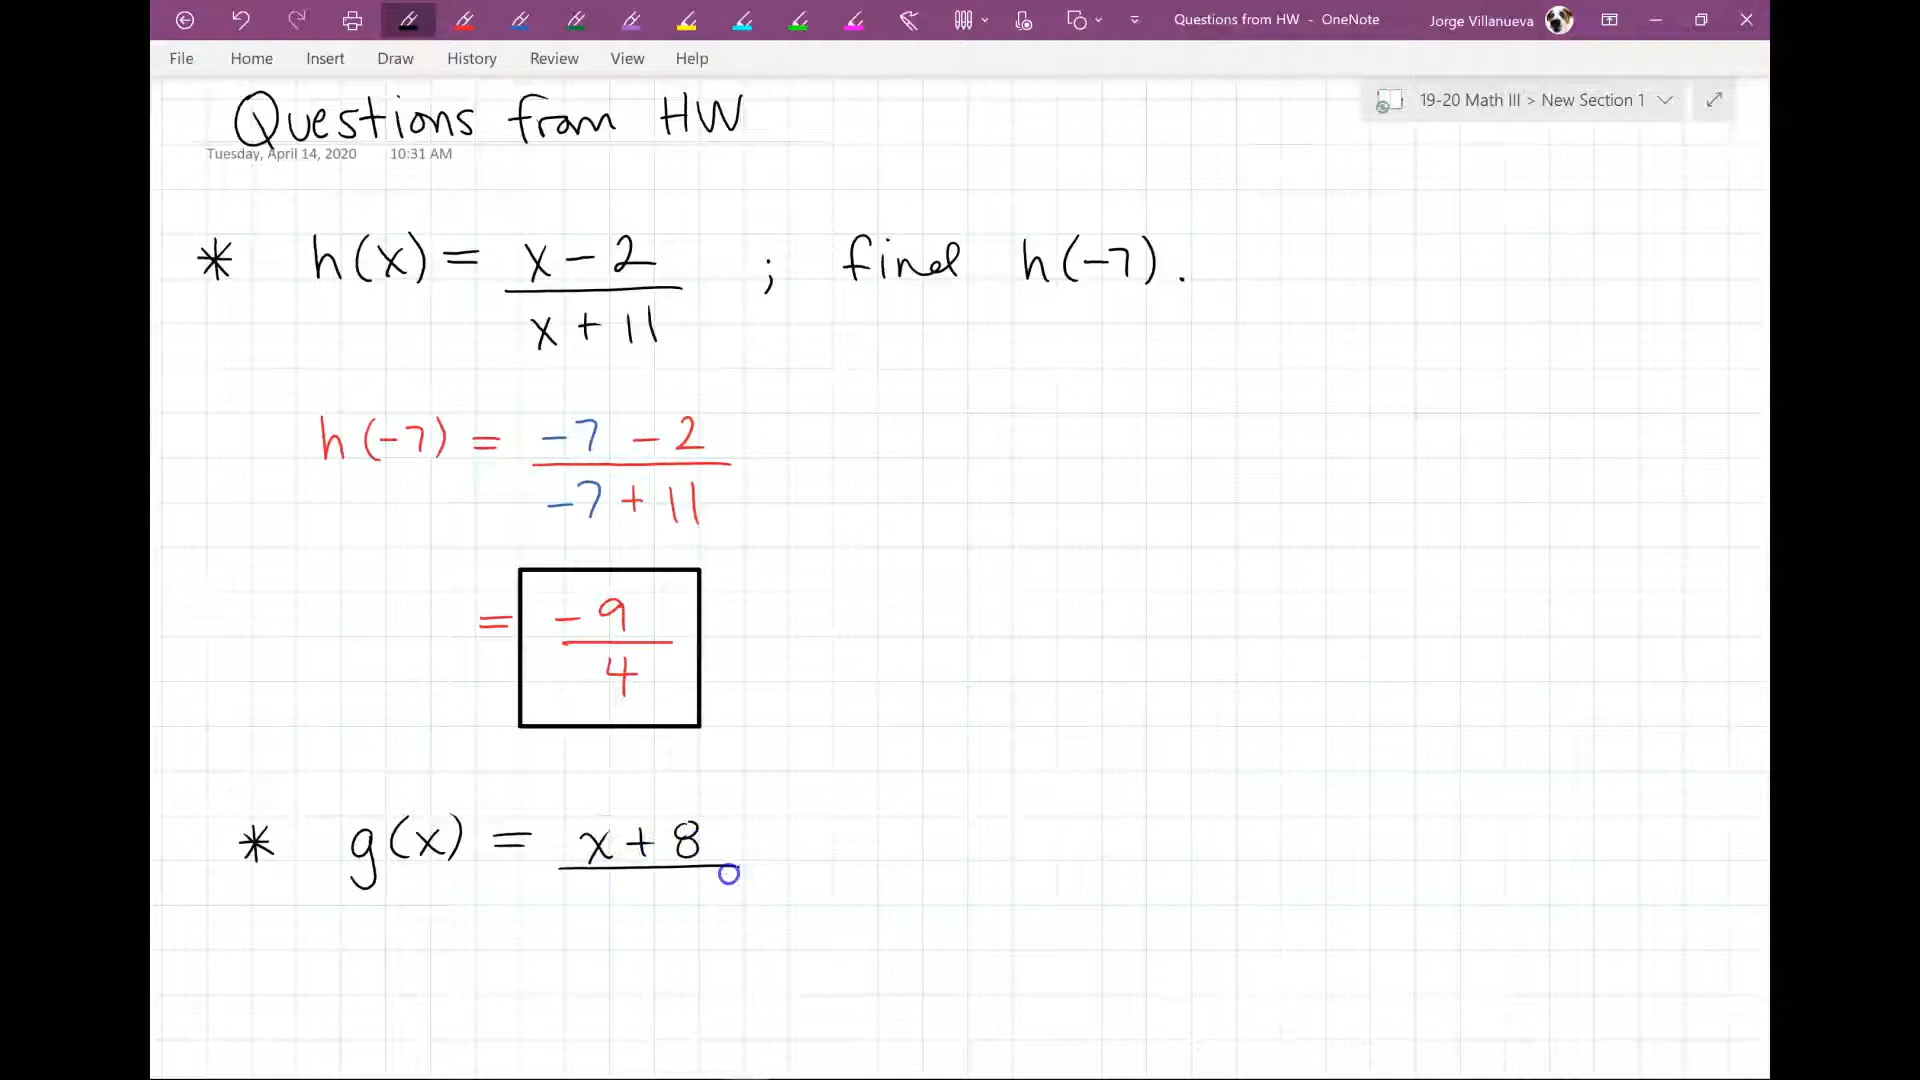 Questions from HW - OneNote
Jorge Villanueva
File Home Insert Draw History Review View Help
19-20 Math III > New Section 1
Questions from HW
Tuesday, April 14, 2020 10:31 AM
* h(x) = x - 2 ; find h(-7).
x + 11
h(-7) = -7 - 2
-7 + 11
= -9
4
* g(x) = x + 8